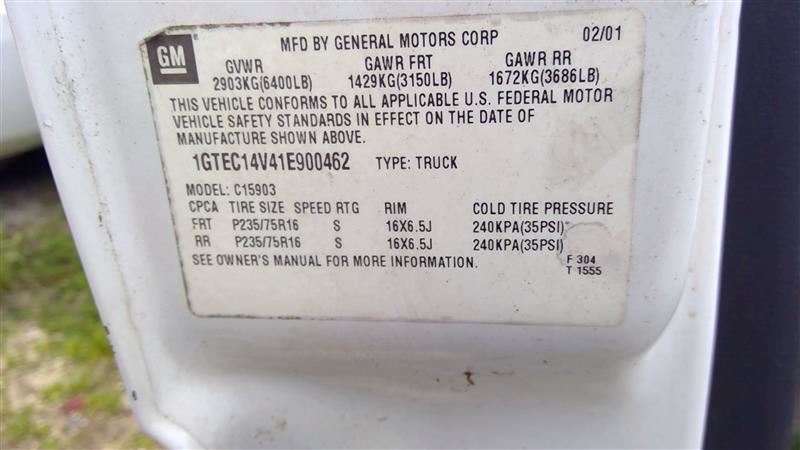 GM
MFD BY GENERAL MOTORS CORP 02/01
GVWR GAWR FRT GAWR RR
2903KG(6400LB) 1429KG(3150LB) 1672KG(3686LB)
THIS VEHICLE CONFORMS TO ALL APPLICABLE U.S. FEDERAL MOTOR
VEHICLE SAFETY STANDARDS IN EFFECT ON THE DATE OF
MANUFACTURE SHOWN ABOVE.
1GTEC14V41E900462 TYPE: TRUCK
MODEL: C15903
CPCA TIRE SIZE SPEED RTG RIM COLD TIRE PRESSURE
FRT P235/75R16 S 16X6.5J 240KPA(35PSI)
RR P235/75R16 S 16X6.5J 240KPA(35PSI)
SEE OWNER'S MANUAL FOR MORE INFORMATION.
F 304
T 1555